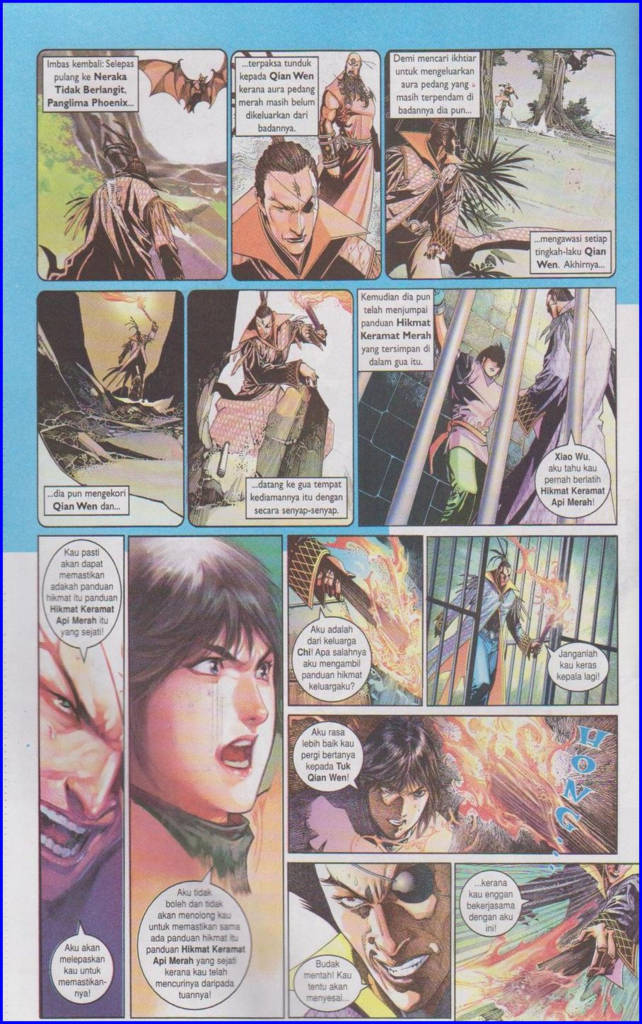 Imbas kembali: Selepas
pulang ke Neraka
Tidak Berlangit,
Panglima Phoenix...
...terpaksa tunduk
kepada Qian Wen
kerana aura pedang
merah masih belum
dikeluarkan dari
badannya.
Demi mencari ikhtiar
untuk mengeluarkan
aura pedang yang
masih terpendam di
badannya dia pun...
...mengawasi setiap
tingkah-laku Qian
Wen. Akhirnya...
...dia pun mengekori
Qian Wen dan...
...datang ke gua tempat
kediamannya itu dengan
secara senyap-senyap.
Kemudian dia pun
telah menjumpai
panduan Hikmat
Keramat Merah
yang tersimpan di
dalam gua itu.
Xiao Wu,
aku tahu kau
pernah berlatih
Hikmat Keramat
Api Merah!
Kau pasti
akan dapat
memastikan
adakah panduan
hikmat itu panduan
Hikmat Keramat
Api Merah itu
yang sejati!
Aku akan
melepaskan
kau untuk
memastikan-
nya!
Aku tidak
boleh dan tidak
akan menolong kau
untuk memastikan sama
ada panduan hikmat itu
panduan Hikmat Keramat
Api Merah yang sejati
kerana kau telah
mencurinya daripada
tuannya!
Aku adalah
dari keluarga
Chi! Apa salahnya
aku mengambil
panduan hikmat
keluargaku?
Janganlah
kau keras
kepala lagi!
Aku rasa
lebih baik kau
pergi bertanya
kepada Tuk
Qian Wen!
HONG...
Budak
mentah! Kau
tentu akan
menyesal...
...kerana
kau enggan
bekerjasama
dengan aku
ini!